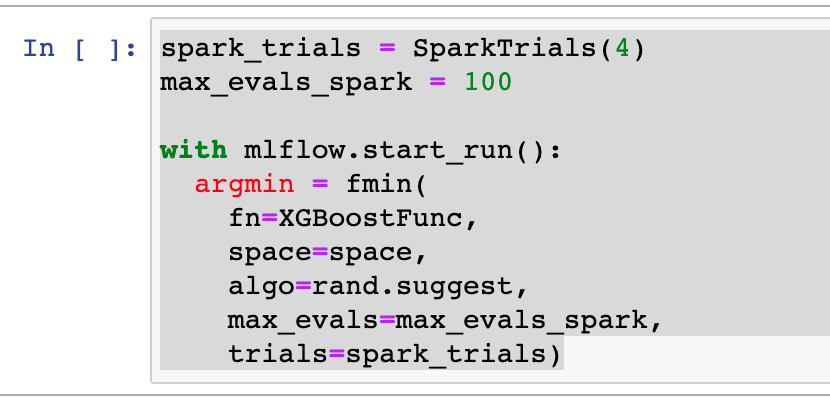 In [ ]: spark_trials = SparkTrials(4)
max_evals_spark = 100
with mlflow.start_run():
argmin = fmin(
fn=XGBoostFunc,
space=space,
algo=rand.suggest,
max_evals=max_evals_spark,
trials=spark_trials)